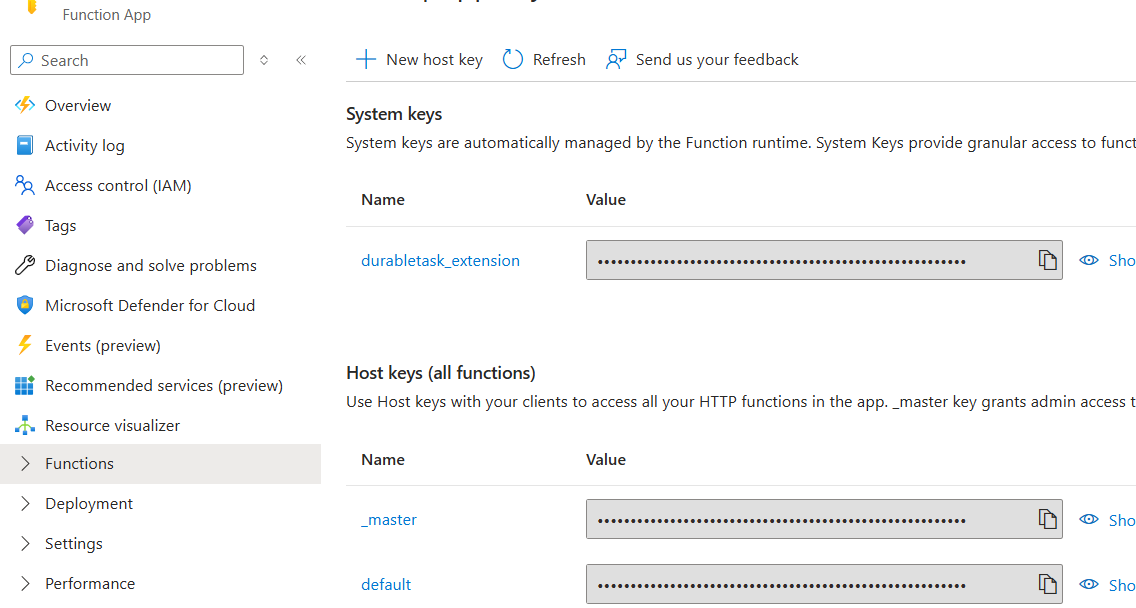 Function App
Search
New host key
Refresh
Send us your feedback
Overview
Activity log
Access control (IAM)
Tags
Diagnose and solve problems
Microsoft Defender for Cloud
Events (preview)
Recommended services (preview)
Resource visualizer
Functions
Deployment
Settings
Performance
System keys
System keys are automatically managed by the Function runtime. System Keys provide granular access to funct
Name Value
durabletask_extension
Sho
Host keys (all functions)
Use Host keys with your clients to access all your HTTP functions in the app. _master key grants admin access t
Name Value
_master
Sho
default
Sho